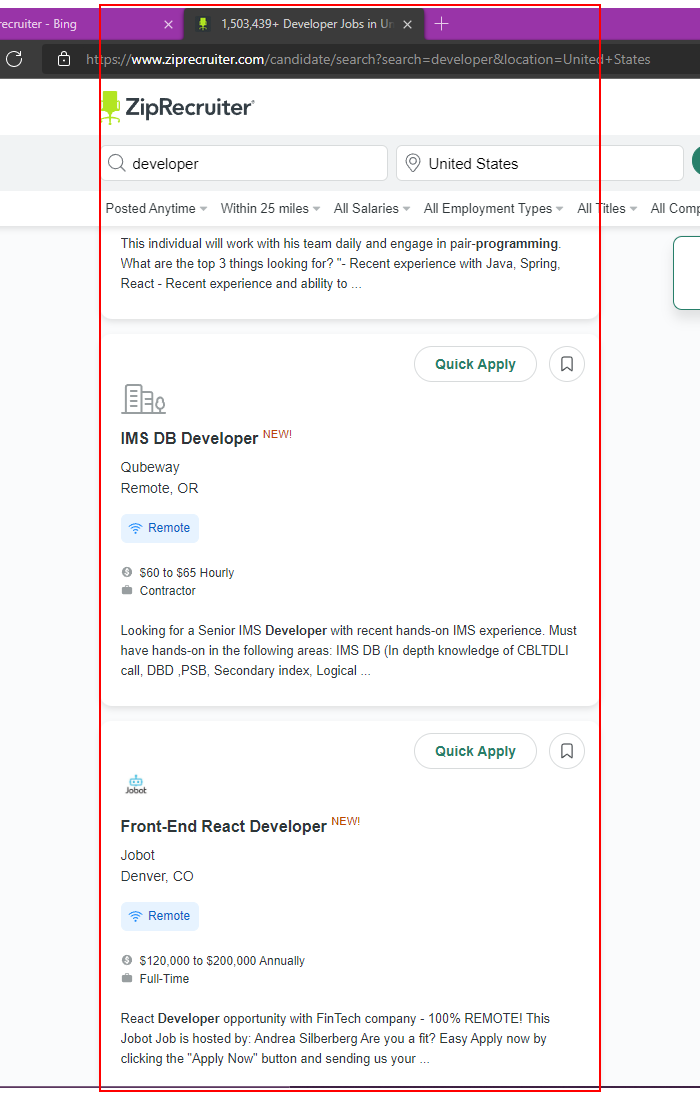 recruiter - Bing
1,503,439+ Developer Jobs in Un
https://www.ziprecruiter.com/candidate/search?search=developer&location=United+States
ZipRecruiter
developer
United States
Posted Anytime Within 25 miles All Salaries All Employment Types All Titles All Comp
This individual will work with his team daily and engage in pair-programming.
What are the top 3 things looking for? "- Recent experience with Java, Spring,
React - Recent experience and ability to ...
Quick Apply
IMS DB Developer NEW!
Qubeway
Remote, OR
Remote
$60 to $65 Hourly
Contractor
Looking for a Senior IMS Developer with recent hands-on IMS experience. Must
have hands-on in the following areas: IMS DB (In depth knowledge of CBLTDLI
call, DBD ,PSB, Secondary index, Logical ...
Quick Apply
Jobot
Front-End React Developer NEW!
Jobot
Denver, CO
Remote
$120,000 to $200,000 Annually
Full-Time
React Developer opportunity with FinTech company - 100% REMOTE! This
Jobot Job is hosted by: Andrea Silberberg Are you a fit? Easy Apply now by
clicking the "Apply Now" button and sending us your ...